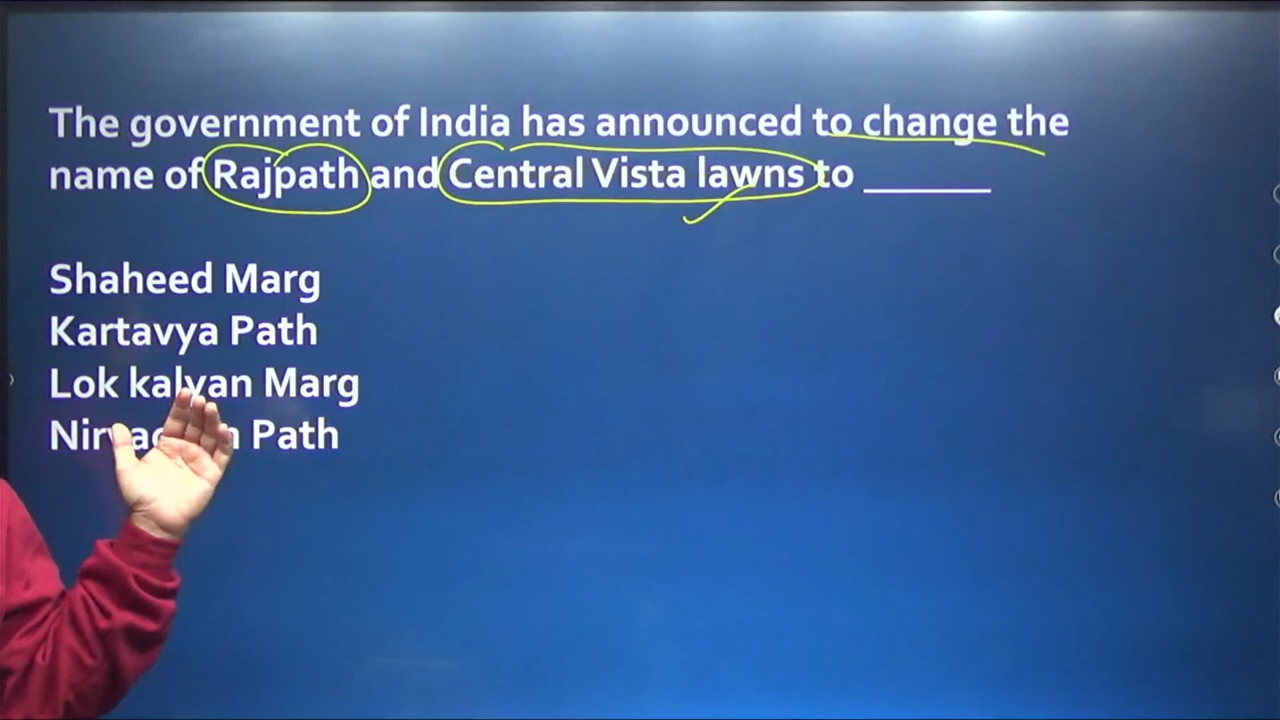 The government of India has announced to change the
name of Rajpath and Central Vista lawns to _______
Shaheed Marg
Kartavya Path
Lok kalyan Marg
Path